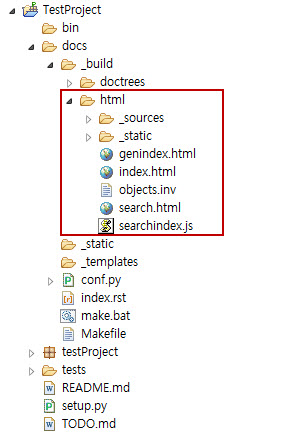 TestProject
bin
docs
_build
doctrees
html
_sources
_static
genindex.html
index.html
objects.inv
search.html
searchindex.js
_static
_templates
conf.py
index.rst
make.bat
Makefile
testProject
tests
README.md
setup.py
TODO.md